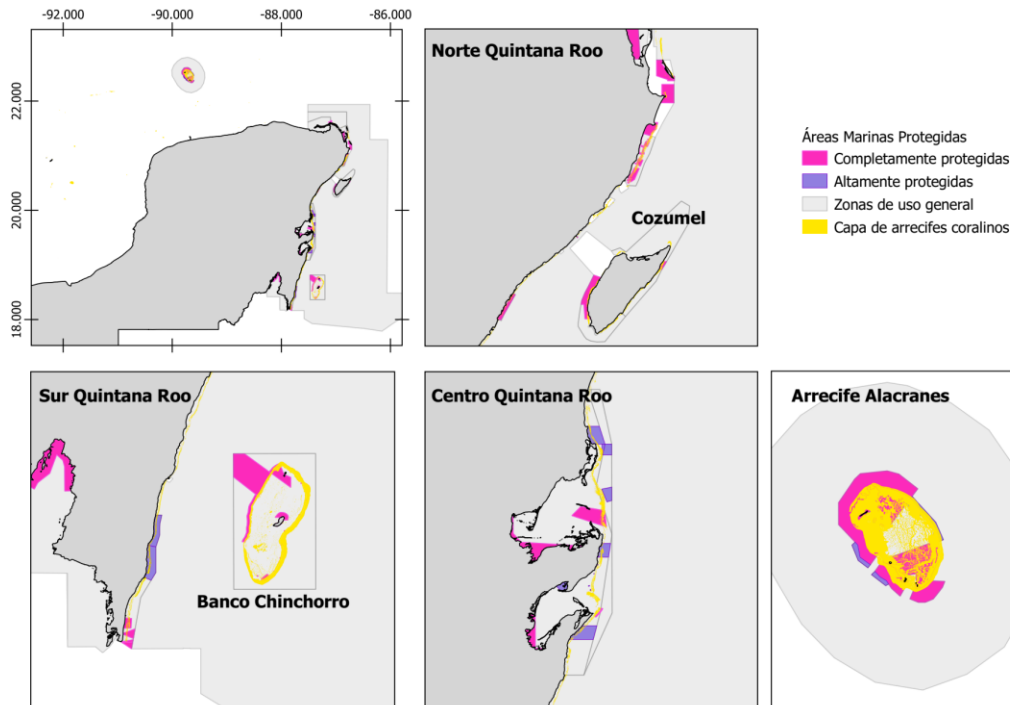 -92.000
-90.000
-88.000
-86.000
22.000
20.000
18.000
Norte Quintana Roo
Cozumel
Áreas Marinas Protegidas
Completamente protegidas
Altamente protegidas
Zonas de uso general
Capa de arrecifes coralinos
Sur Quintana Roo
Banco Chinchorro
Centro Quintana Roo
Arrecife Alacranes